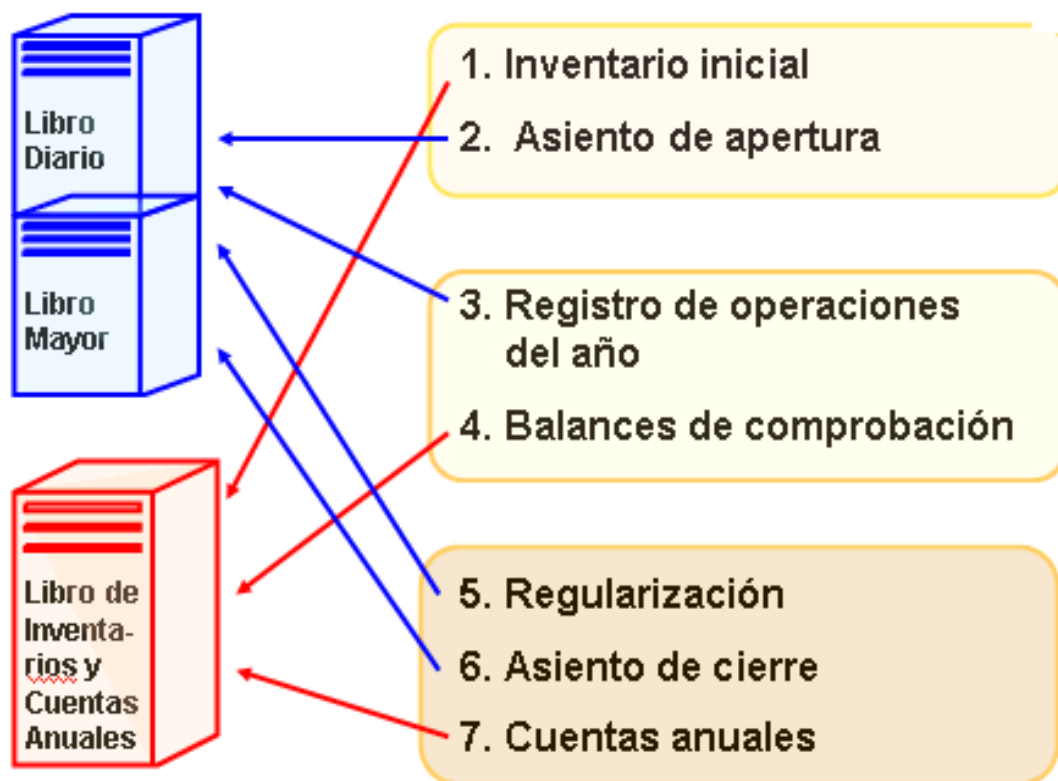 Libro
Diario
Libro
Mayor
Libro de
Inventa-
rios y
Cuentas
Anuales
1. Inventario inicial
2. Asiento de apertura
3. Registro de operaciones
del año
4. Balances de comprobación
5. Regularización
6. Asiento de cierre
7. Cuentas anuales